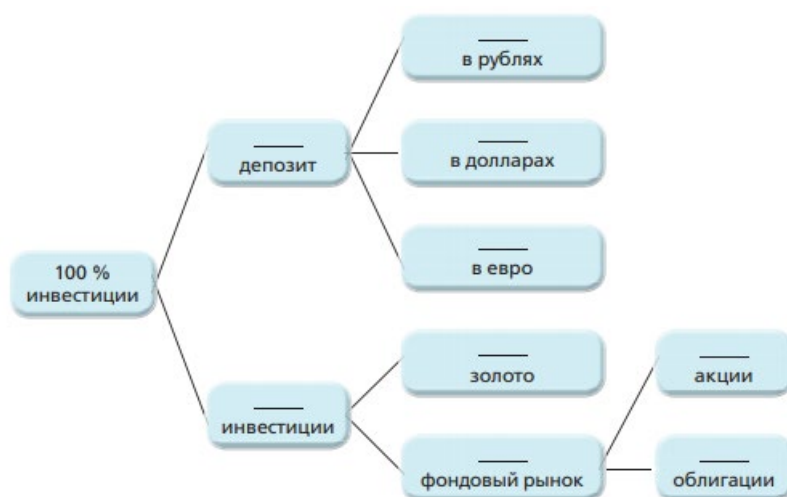 в рублях
депозит
в долларах
в евро
100 %
инвестиции
золото
акции
инвестиции
фондовый рынок
облигации